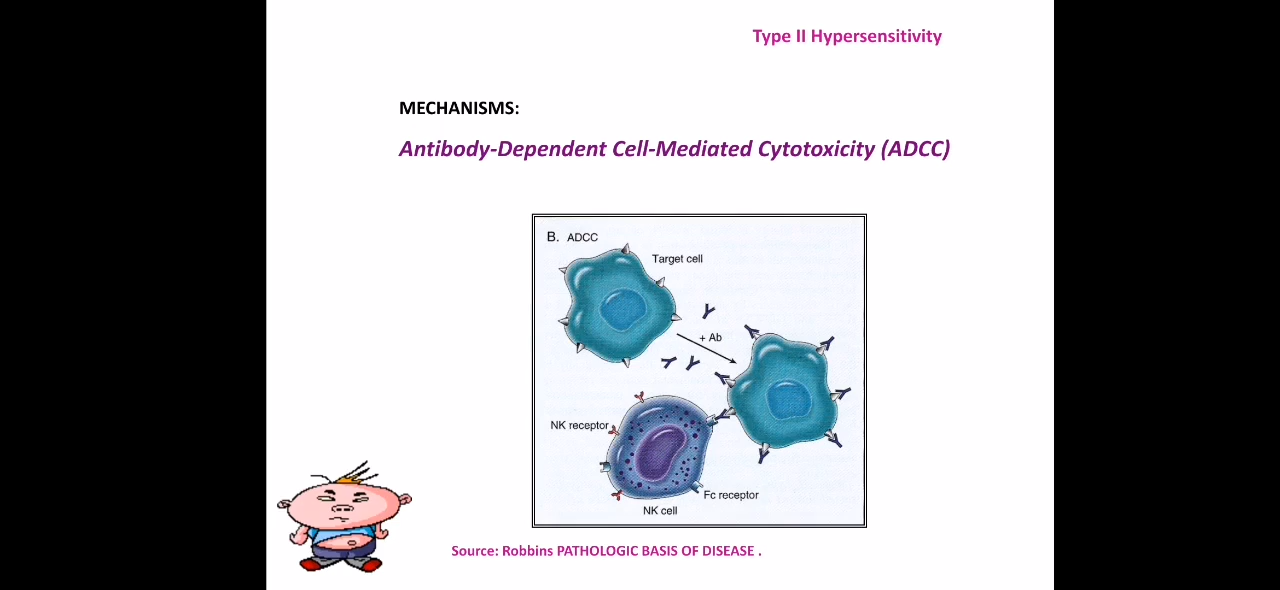 Type II Hypersensitivity
MECHANISMS:
Antibody-Dependent Cell-Mediated Cytotoxicity (ADCC)
B. ADCC
Target cell
+ Ab
NK receptor
Fc receptor
NK cell
Source: Robbins PATHOLOGIC BASIS OF DISEASE .